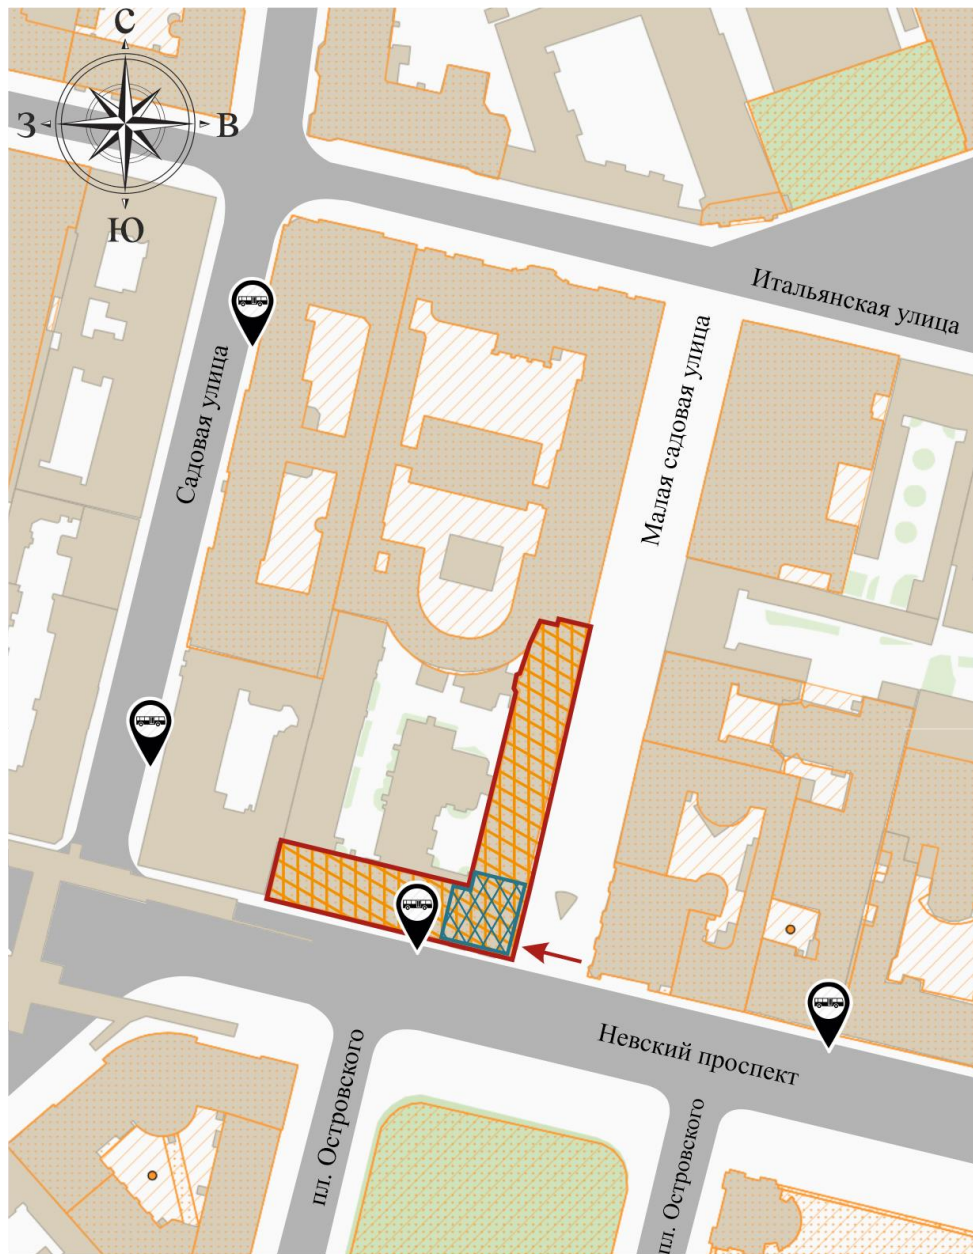 С
З
В
Ю
Итальянская улица
Садовая улица
Малая садовая улица
Невский проспект
пл. Островского
пл. Островского